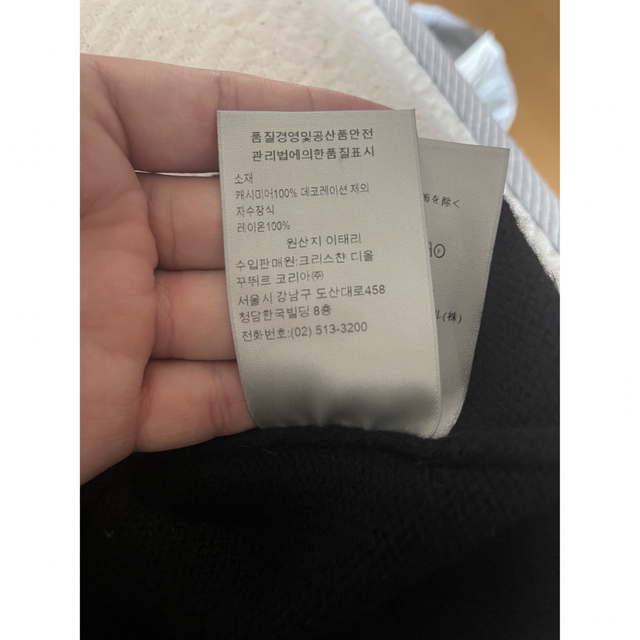 품질경영및공산품안전
관리법에의한품질표시
소재
캐시미어100% 데코레이션 제외
자수장식
레이온100%
원산지 이태리
수입판매원:크리스챤 디올
꾸뛰르 코리아㈜
서울시 강남구 도산대로458
청담한국빌딩 8층
전화번호:(02) 513-3200
を除く
L(株)